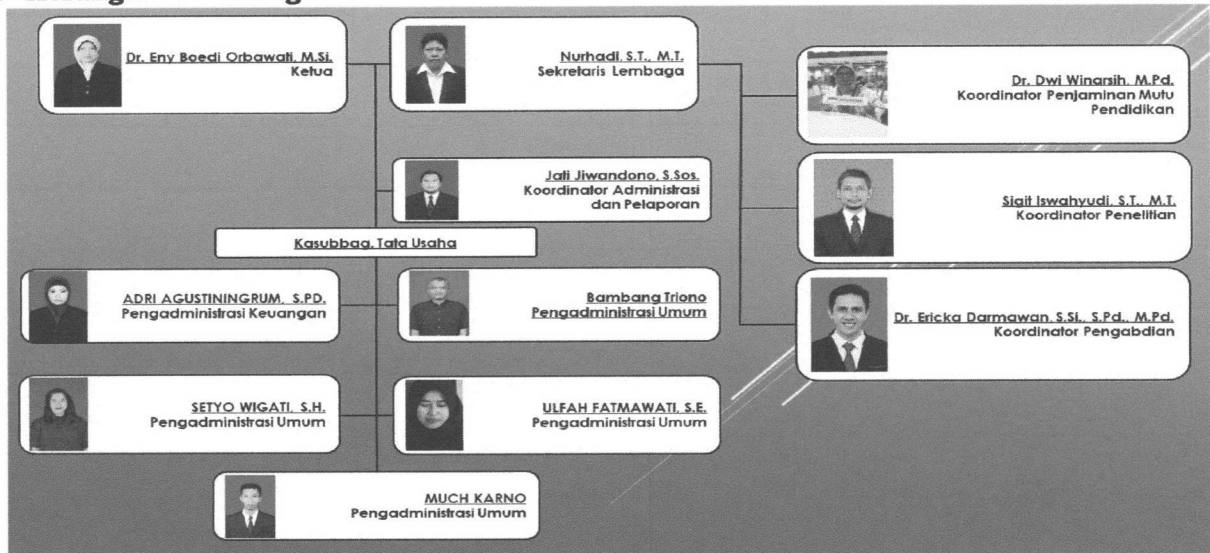 Dr. Eny Boedi Orbawati, M.Si.
Ketua
Nurhadi, S.T., M.T.
Sekretaris Lembaga
Dr. Dwi Winarsih, M.Pd.
Koordinator Penjaminan Mutu
Pendidikan
Jati Jiwandono, S.Sos.
Koordinator Administrasi
dan Pelaporan
Sigit Iswahyudi, S.T., M.T.
Koordinator Penelitian
Kasubbag. Tata Usaha
ADRI AGUSTININGRUM, S.PD.
Pengadministrasi Keuangan
Bambang Triono
Pengadministrasi Umum
Dr. Ericka Darmawan, S.Si., S.Pd., M.Pd.
Koordinator Pengabdian
SETYO WIGATI, S.H.
Pengadministrasi Umum
ULFAH FATMAWATI, S.E.
Pengadministrasi Umum
MUCH KARNO
Pengadministrasi Umum